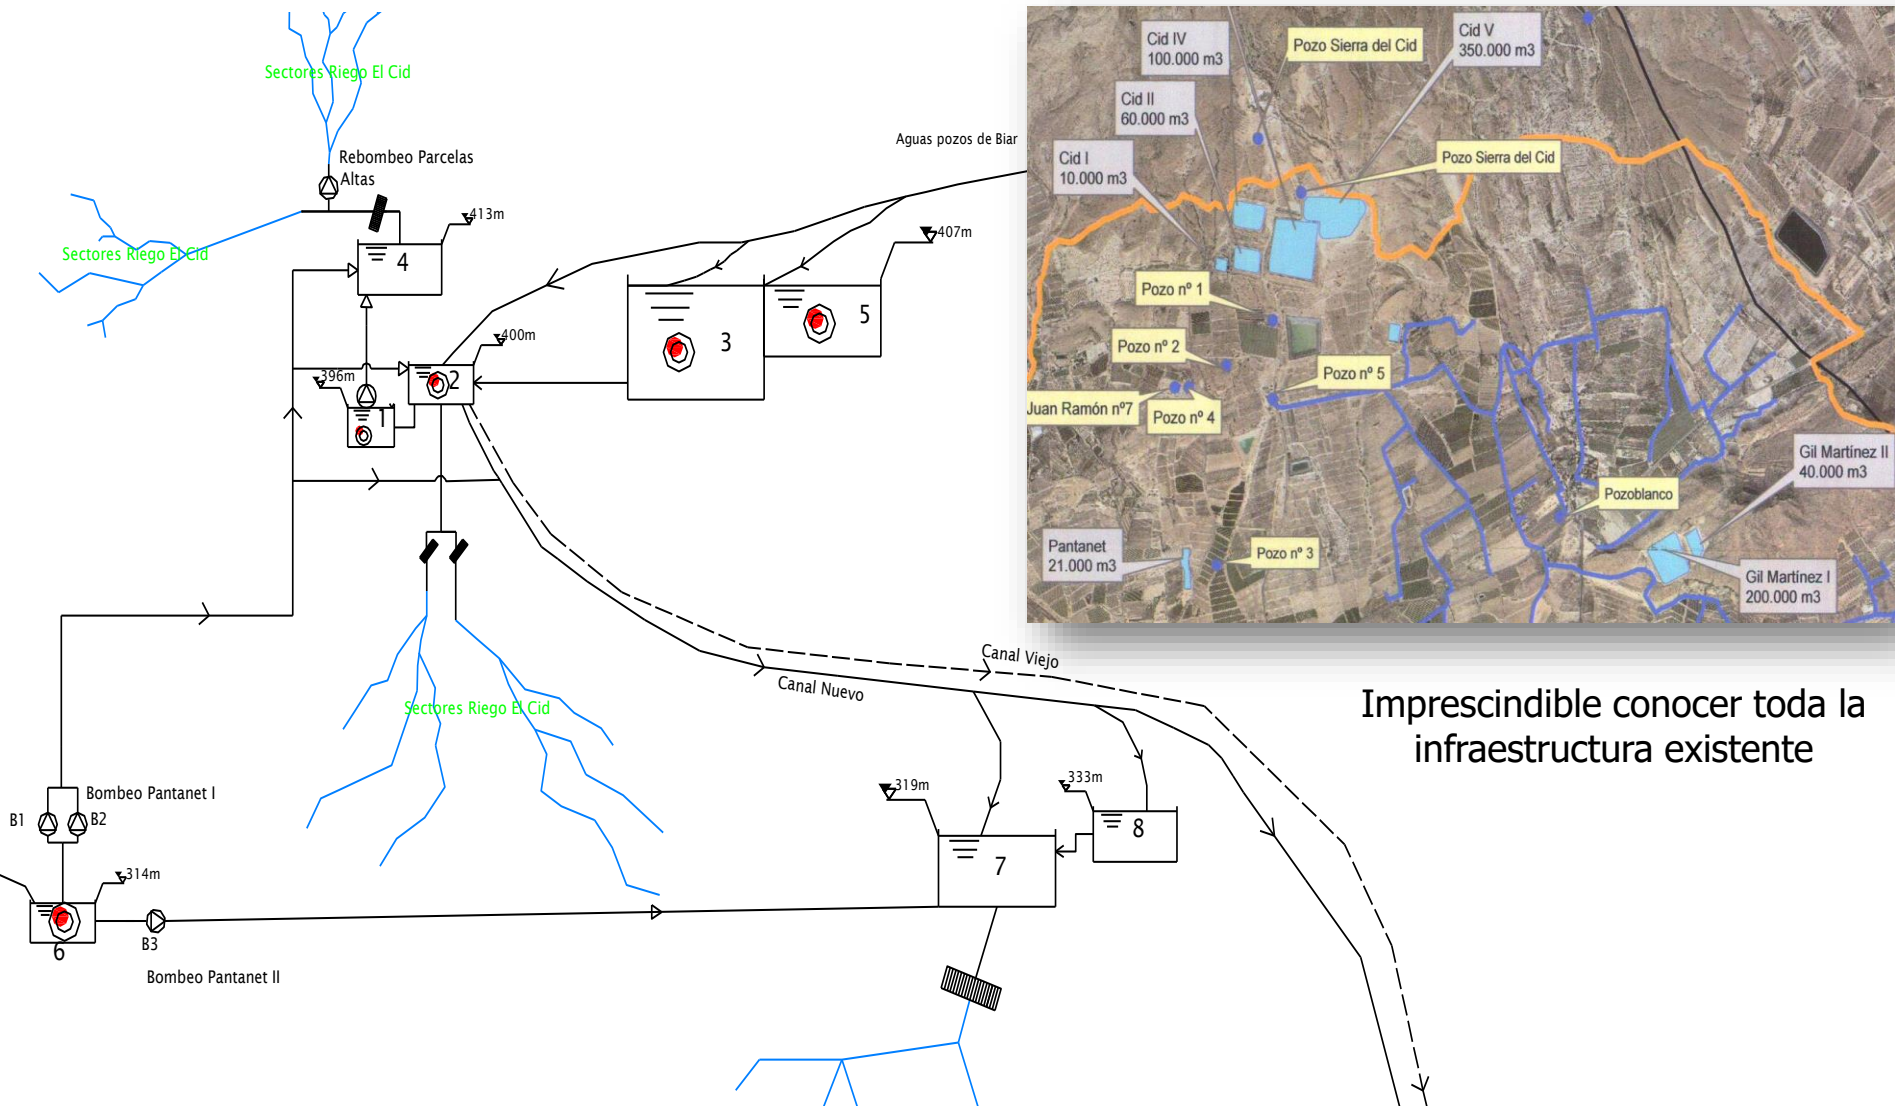 Sectores Riego El Cid
Rebombeo Parcelas
Altas
413m
Sectores Riego El Cid
4
Aguas pozos de Biar
407m
3
5
400m
2
396m
1
Sectores Riego El Cid
Canal Viejo
Canal Nuevo
Bombeo Pantanet I
B1
B2
314m
6
B3
Bombeo Pantanet II
319m
7
333m
8
Cid IV
100.000 m3
Pozo Sierra del Cid
Cid V
350.000 m3
Cid II
60.000 m3
Cid I
10.000 m3
Pozo Sierra del Cid
Pozo nº 1
Pozo nº 2
Pozo nº 5
Juan Ramón nº7
Pozo nº 4
Gil Martínez II
40.000 m3
Pozoblanco
Pantanet
21.000 m3
Pozo nº 3
Gil Martínez I
200.000 m3
Imprescindible conocer toda la
infraestructura existente